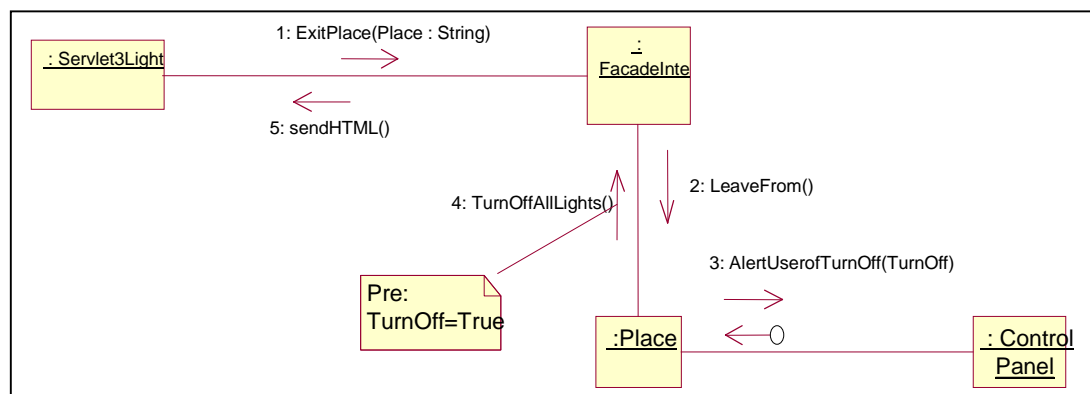 1: ExitPlace(Place : String)
: Servlet3Light
:
FacadeInte
5: sendHTML()
2: LeaveFrom()
4: TurnOffAllLights()
3: AlertUserofTurnOff(TurnOff)
Pre:
TurnOff=True
:Place
: Control
Panel